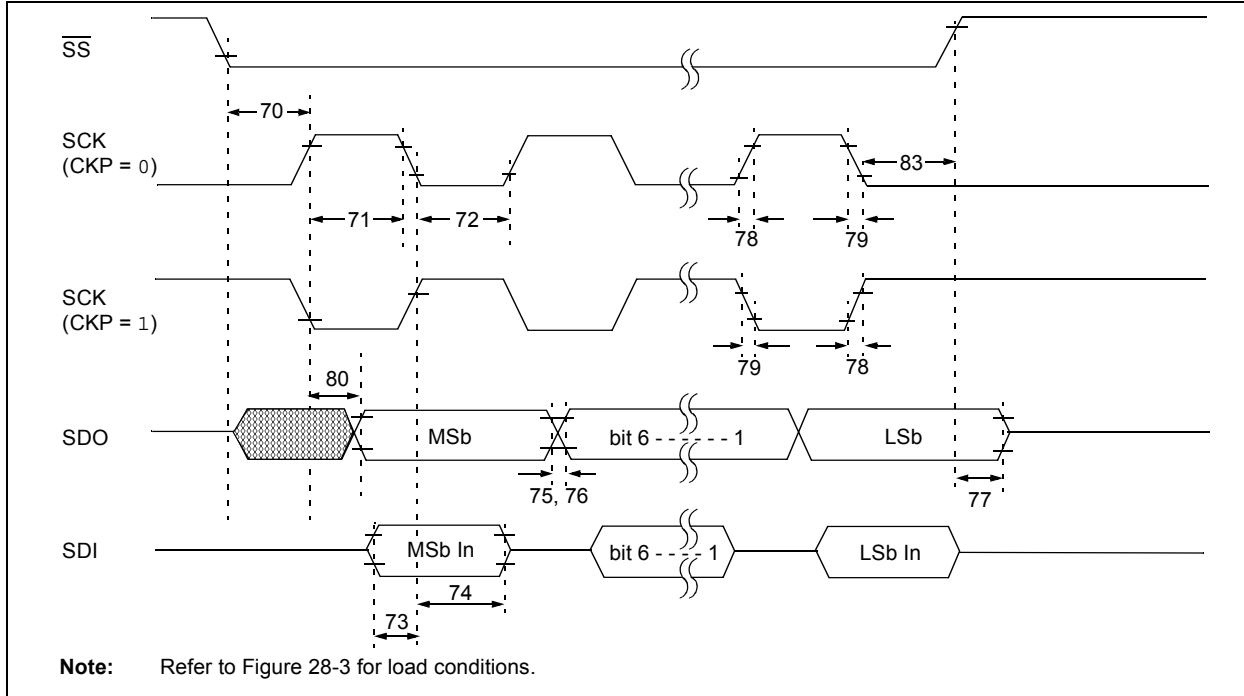 SS
70
SCK
(CKP = 0)
83
71
72
78
79
SCK
(CKP = 1)
79
78
80
SDO
MSb
bit 6 - - - - - - 1
LSb
75, 76
77
SDI
MSb In
bit 6 - - - - 1
LSb In
74
73
Note: Refer to Figure 28-3 for load conditions.